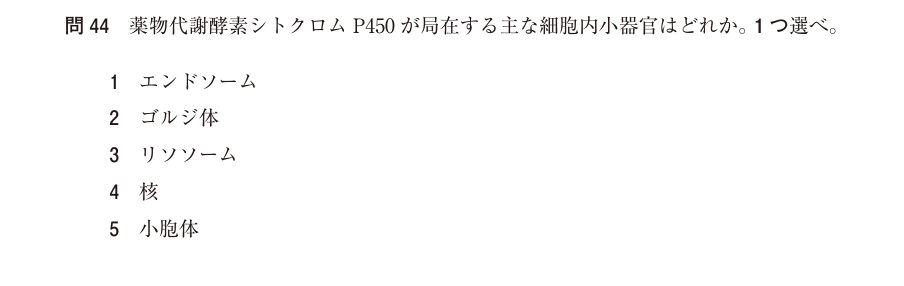 問 44 薬物代謝酵素シトクロム P450 が局在する主な細胞内小器官はどれか。1 つ選べ。
1 エンドソーム
2 ゴルジ体
3 リソソーム
4 核
5 小胞体